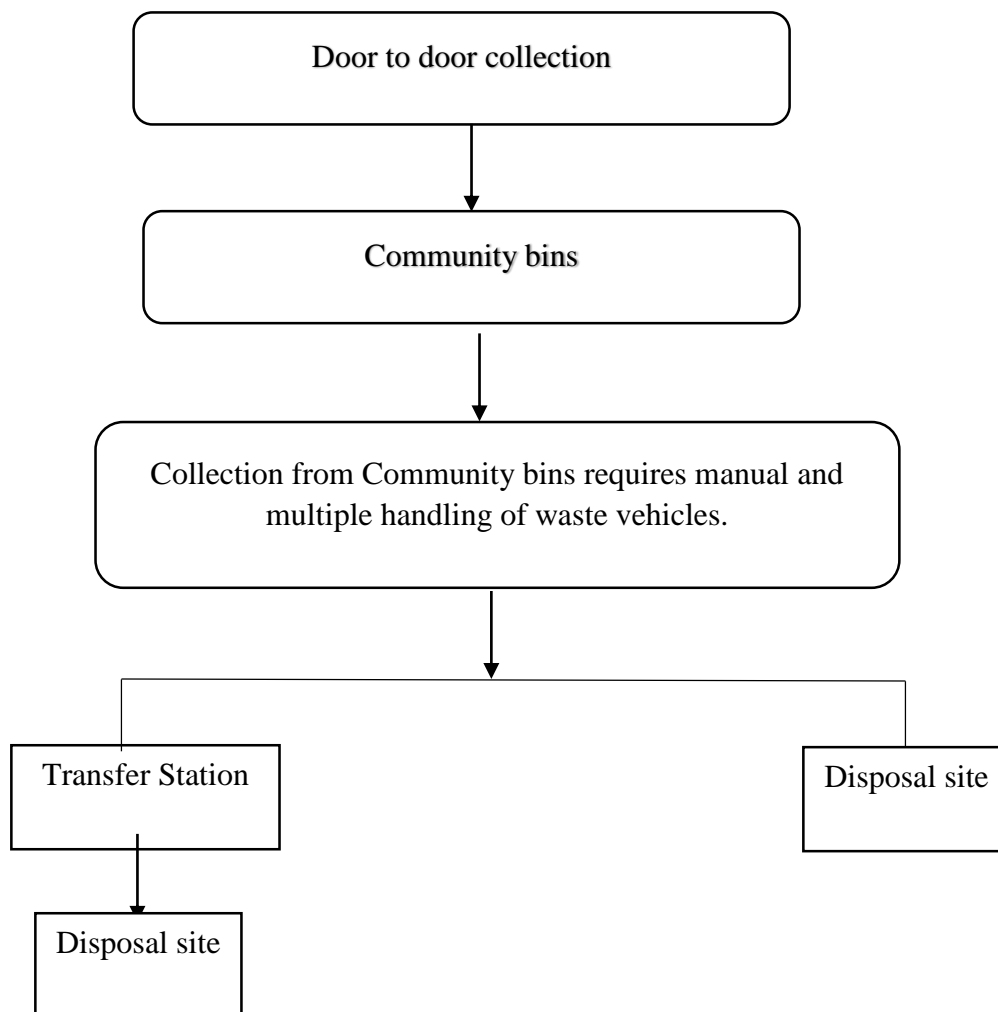 Door to door collection
Community bins
Collection from Community bins requires manual and
multiple handling of waste vehicles.
Transfer Station
Disposal site
Disposal site